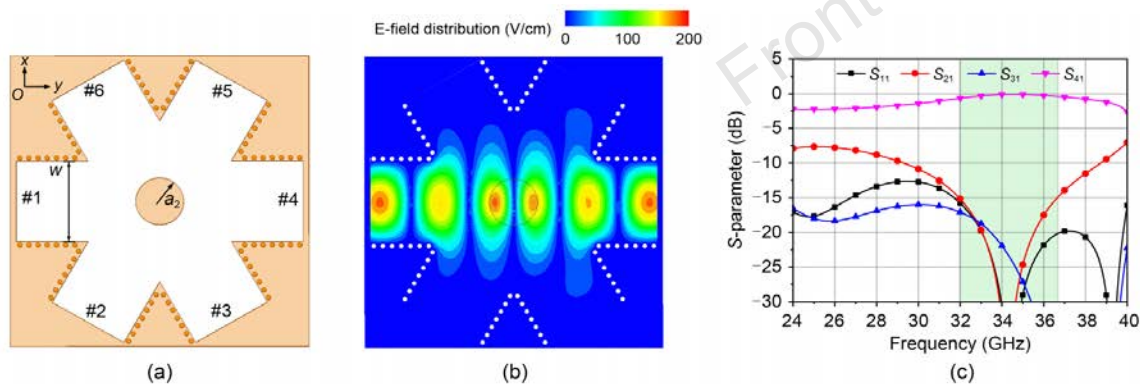 Front
E-field distribution (V/cm) 0 100 200
x
O y
#6 #5
#1 w #4
a2
#2 #3
(a)
(b)
S11 S21 S31 S41
S-parameter (dB)
5
0
−5
−10
−15
−20
−25
−30
24 26 28 30 32 34 36 38 40
Frequency (GHz)
(c)